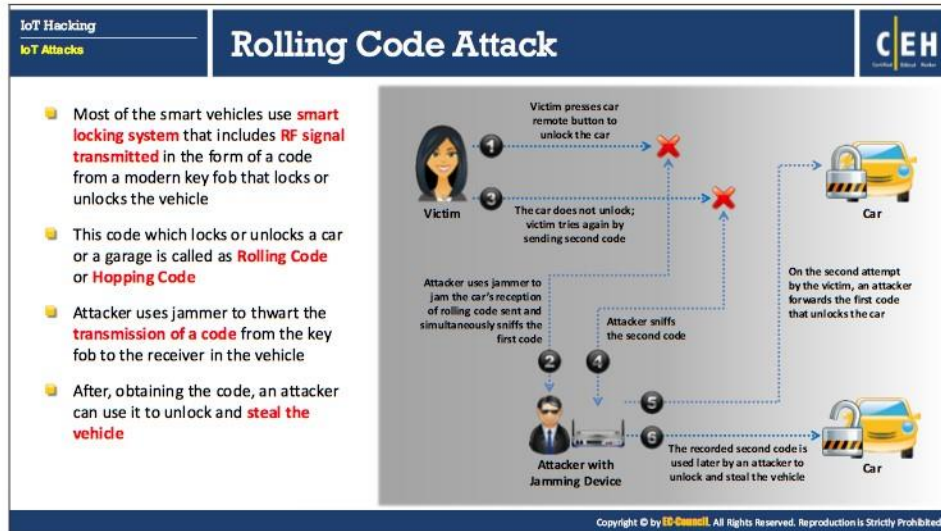 IoT Hacking
IoT Attacks
Rolling Code Attack
CEH
Certified Ethical Hacker
Most of the smart vehicles use smart
locking system that includes RF signal
transmitted in the form of a code
from a modern key fob that locks or
unlocks the vehicle
This code which locks or unlocks a car
or a garage is called as Rolling Code
or Hopping Code
Attacker uses jammer to thwart the
transmission of a code from the key
fob to the receiver in the vehicle
After, obtaining the code, an attacker
can use it to unlock and steal the
vehicle
Victim presses car
remote button to
unlock the car
1
Victim
3
The car does not unlock;
victim tries again by
sending second code
Car
Attacker uses jammer to
jam the car's reception
of rolling code sent and
simultaneously sniffs the
first code
Attacker sniffs
the second code
On the second attempt
by the victim, an attacker
forwards the first code
that unlocks the car
2
4
5
6
Attacker with
Jamming Device
The recorded second code is
used later by an attacker to
unlock and steal the vehicle
Car
Copyright © by EC-Council. All Rights Reserved. Reproduction is Strictly Prohibited.